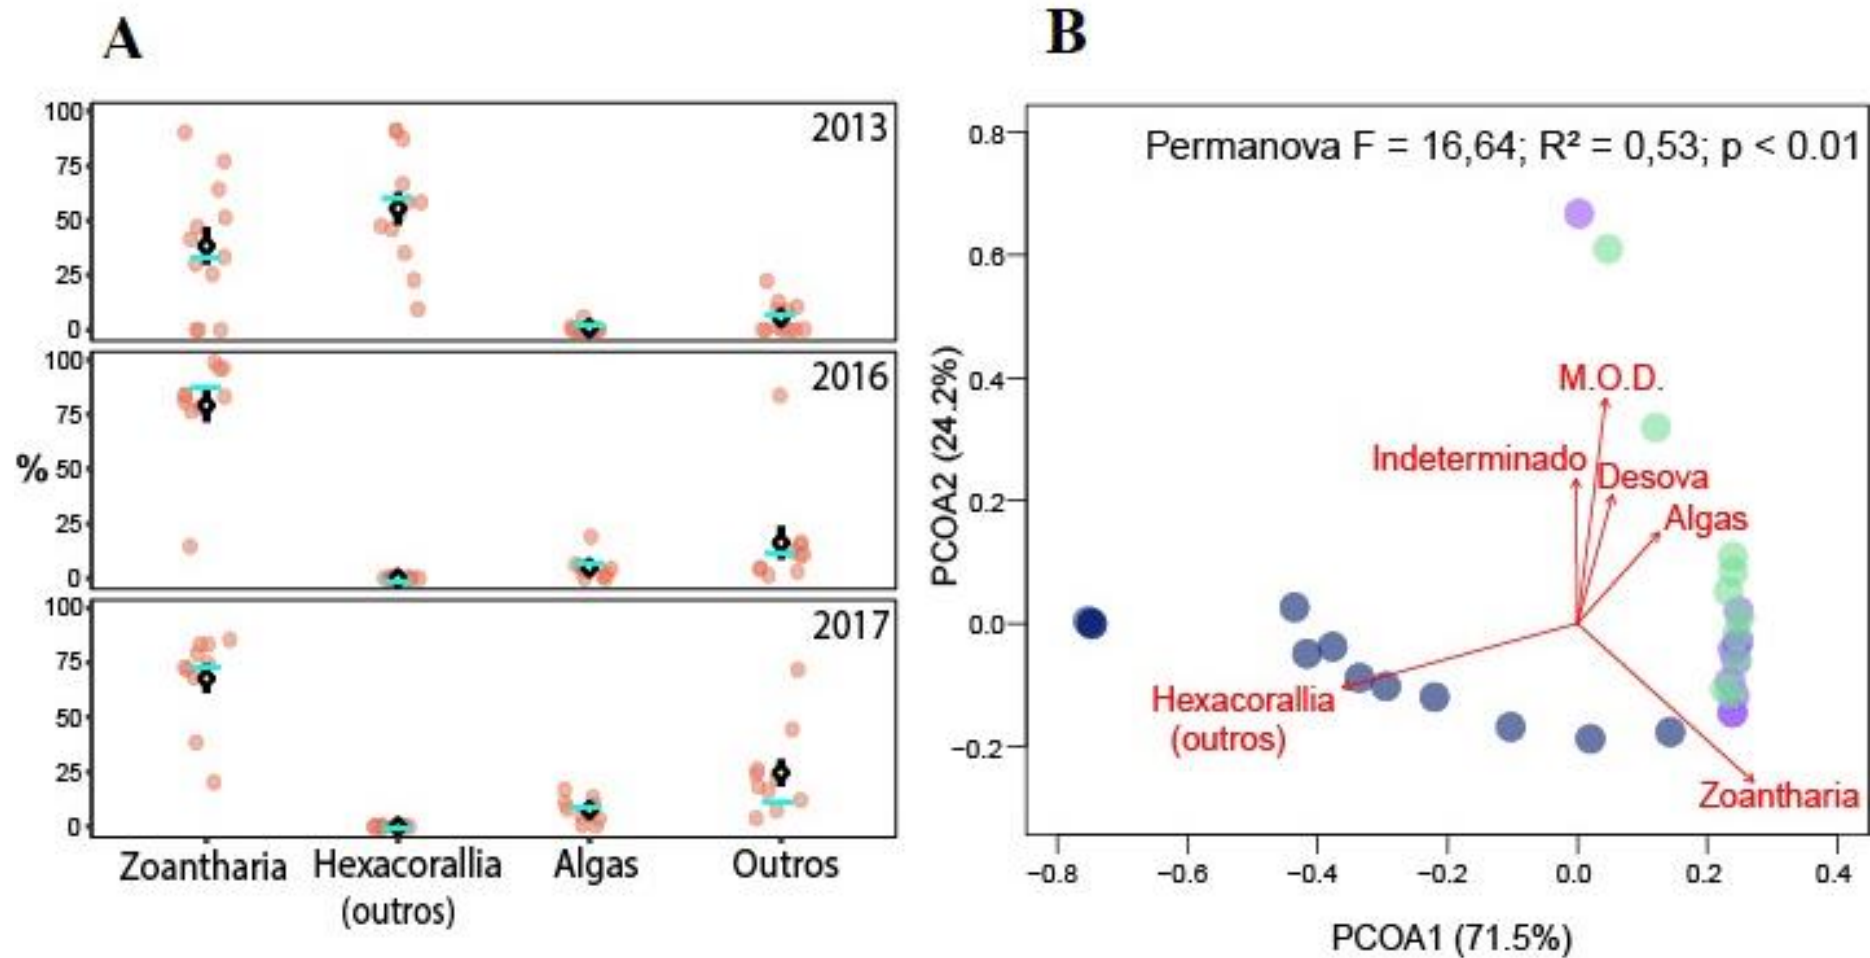 A
100
75
50
25
0
2013
100
75
50
25
0
2016
100
75
50
25
0
2017
%
Zoantharia
Hexacorallia
(outros)
Algas
Outros
B
Permanova F = 16,64; R² = 0,53; p < 0.01
0.8
0.6
0.4
0.2
0.0
−0.2
PCOA2 (24.2%)
M.O.D.
Indeterminado
Desova
Algas
Hexacorallia
(outros)
Zoantharia
−0.8 −0.6 −0.4 −0.2 0.0 0.2 0.4
PCOA1 (71.5%)